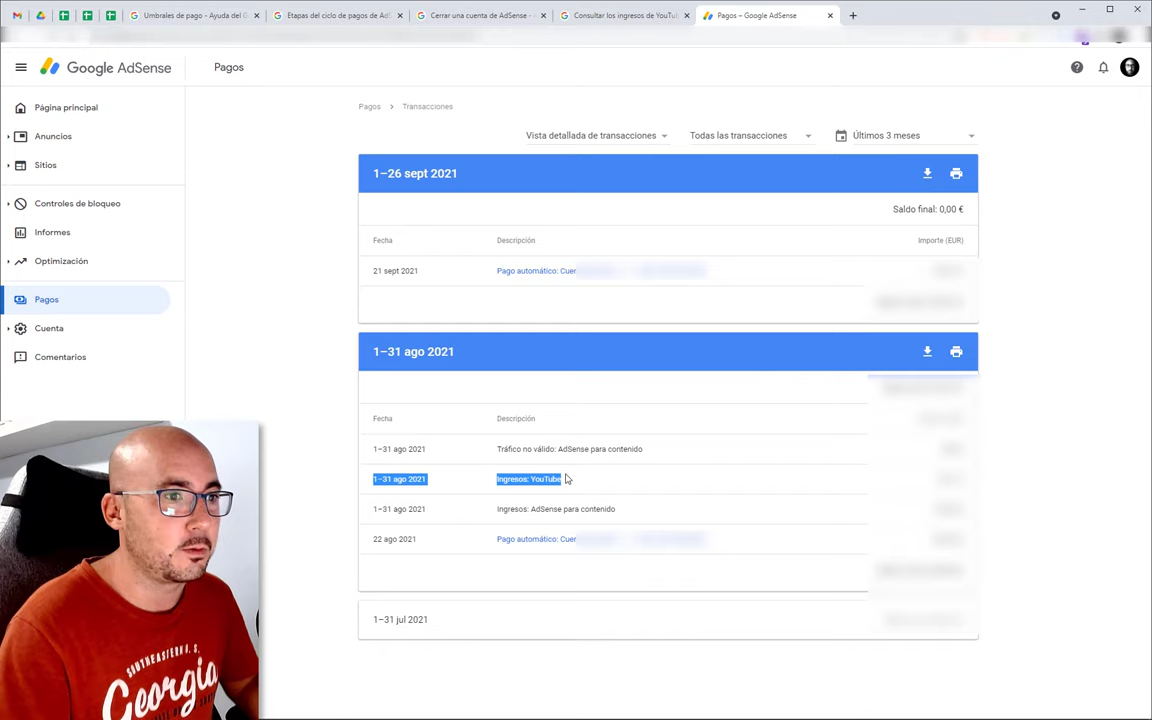 Umbrales de pago - Ayuda del G
Etapas del ciclo de pagos de Ad
Cerrar una cuenta de AdSense -
Consultar los ingresos de YouTu
Pagos – Google AdSense
Google AdSense
Pagos
Página principal
Anuncios
Sitios
Controles de bloqueo
Informes
Optimización
Pagos
Cuenta
Comentarios
Pagos > Transacciones
Vista detallada de transacciones
Todas las transacciones
Últimos 3 meses
1–26 sept 2021
Saldo final: 0,00 €
Fecha Descripción Importe (EUR)
21 sept 2021 Pago automático: Cuen
1–31 ago 2021
Fecha Descripción
1–31 ago 2021 Tráfico no válido: AdSense para contenido
1–31 ago 2021 Ingresos: YouTube
1–31 ago 2021 Ingresos: AdSense para contenido
22 ago 2021 Pago automático: Cuen
1–31 jul 2021
SOUTHEASTERN U. S.
Georgia